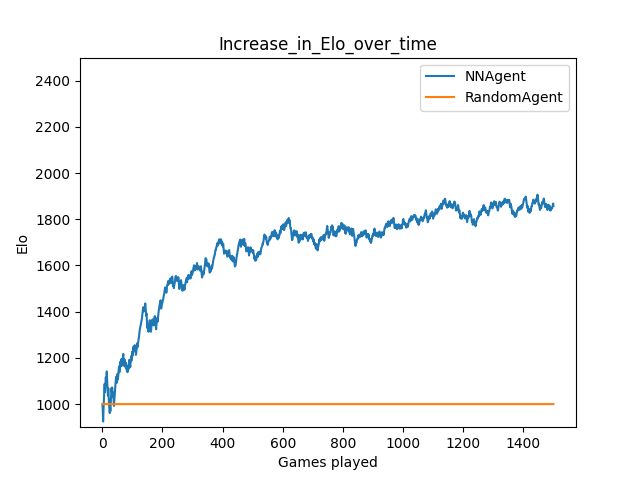 Increase_in_Elo_over_time
NNAgent
RandomAgent
2400
2200
2000
1800
1600
1400
1200
1000
Elo
0 200 400 600 800 1000 1200 1400
Games played